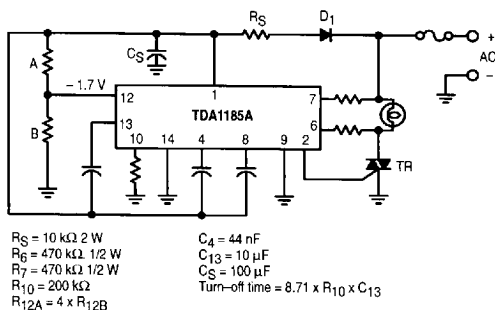 RS
D1
A
CS
+
AC
−
– 1.7 V
1
12
TDA1185A
7
13
6
B
10
14
4
8
9
2
TR
RS = 10 kΩ 2 W
R6 = 470 kΩ 1/2 W
R7 = 470 kΩ 1/2 W
R10 = 200 kΩ
R12A = 4 x R12B
C4 = 44 nF
C13 = 10 µF
CS = 100 µF
Turn–off time = 8.71 x R10 x C13